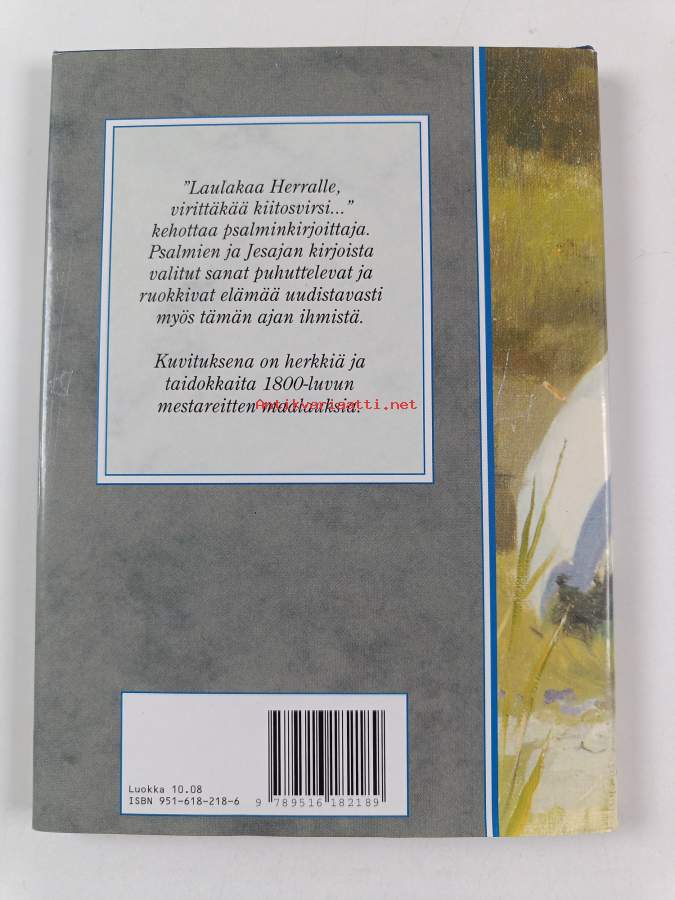 "Laulakaa Herralle,
virittäkää kiitosvirsi..."
kehottaa psalminkirjoittaja.
Psalmien ja Jesajan kirjoista
valitut sanat puhuttelevat ja
ruokkivat elämää uudistavasti
myös tämän ajan ihmistä.
Kuvituksena on herkkiä ja
taidokkaita 1800-luvun
mestareitten maalauksia.
Antikvariaatti.net
Luokka 10.08
ISBN 951-618-218-6
9 789516 182189